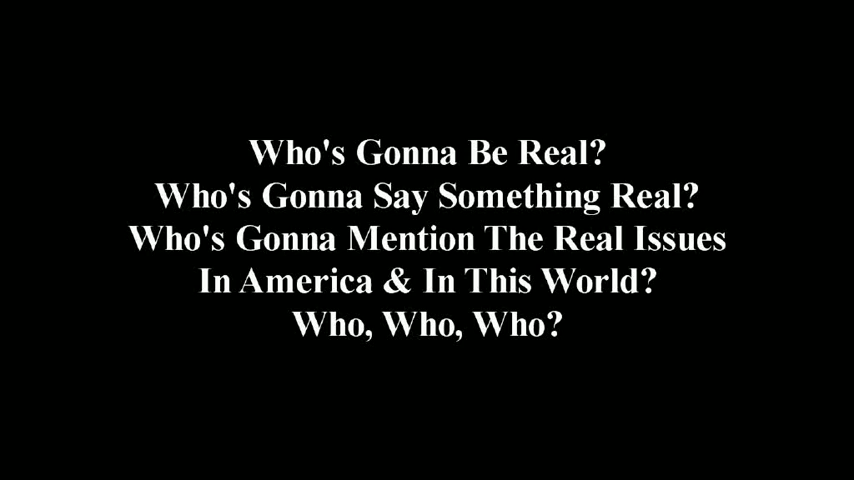 Who's Gonna Be Real?
Who's Gonna Say Something Real?
Who's Gonna Mention The Real Issues
In America & In This World?
Who, Who, Who?